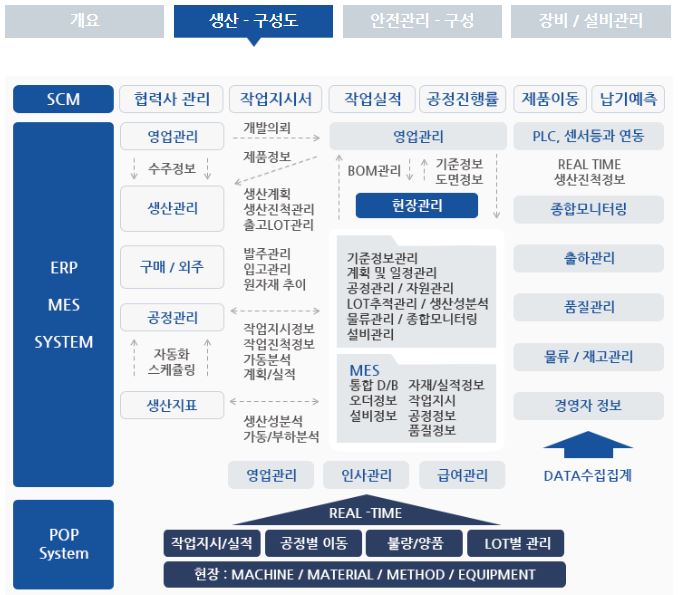 개요
생산 - 구성도
안전관리 - 구성
장비 / 설비관리
SCM
협력사 관리
작업지시서
작업실적
공정진행률
제품이동
납기예측
ERP
MES
SYSTEM
영업관리
수주정보
생산관리
구매 / 외주
공정관리
자동화
스케쥴링
생산지표
개발의뢰
제품정보
생산계획
생산진척관리
출고LOT관리
발주관리
입고관리
원자재 추이
작업지시정보
작업진척정보
가동분석
계획/실적
생산성분석
가동/부하분석
영업관리
BOM관리
기준정보
도면정보
현장관리
기준정보관리
계획 및 일정관리
공정관리 / 자원관리
LOT추적관리 / 생산성분석
물류관리 / 종합모니터링
설비관리
MES
통합 D/B
오더정보
설비정보
자재/실적정보
작업지시
공정정보
품질정보
PLC, 센서등과 연동
REAL TIME
생산진척정보
종합모니터링
출하관리
품질관리
물류 / 재고관리
경영자 정보
DATA수집집계
영업관리
인사관리
급여관리
POP
System
REAL -TIME
작업지시/실적
공정별 이동
불량/양품
LOT별 관리
현장 : MACHINE / MATERIAL / METHOD / EQUIPMENT